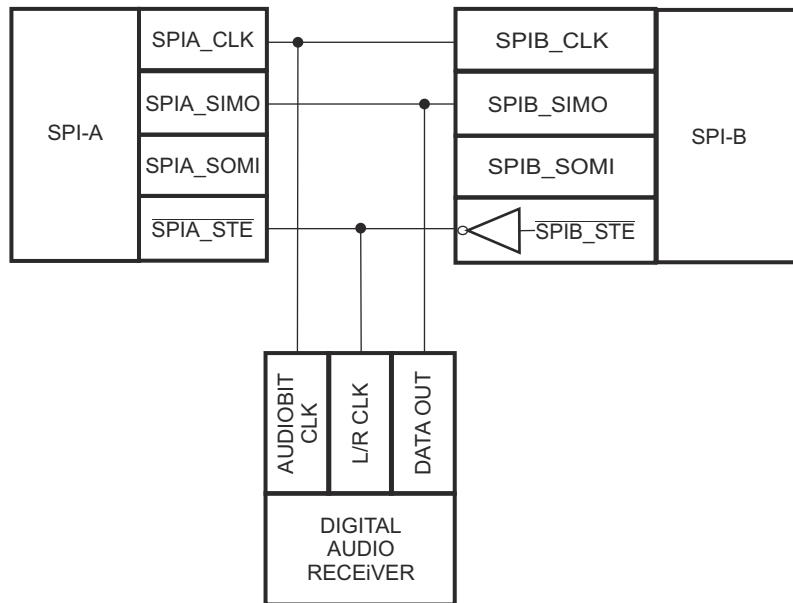 SPI-A
SPIA_CLK
SPIA_SIMO
SPIA_SOMI
SPIA_STE
SPIB_CLK
SPIB_SIMO
SPIB_SOMI
SPIB_STE
SPI-B
AUDIOBIT
CLK
L/R CLK
DATA OUT
DIGITAL
AUDIO
RECEiVER